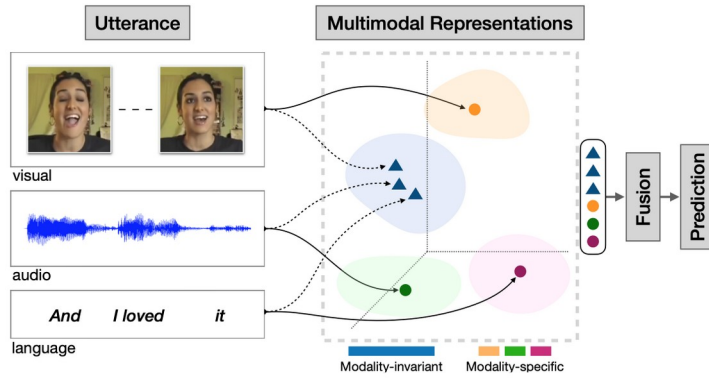 Utterance
Multimodal Representations
visual
audio
And I loved it
language
Modality-invariant
Modality-specific
Fusion
Prediction